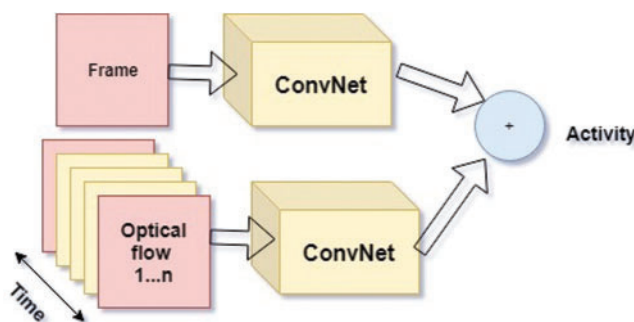 Frame
ConvNet
+
Activity
Optical
flow
1...n
ConvNet
Time